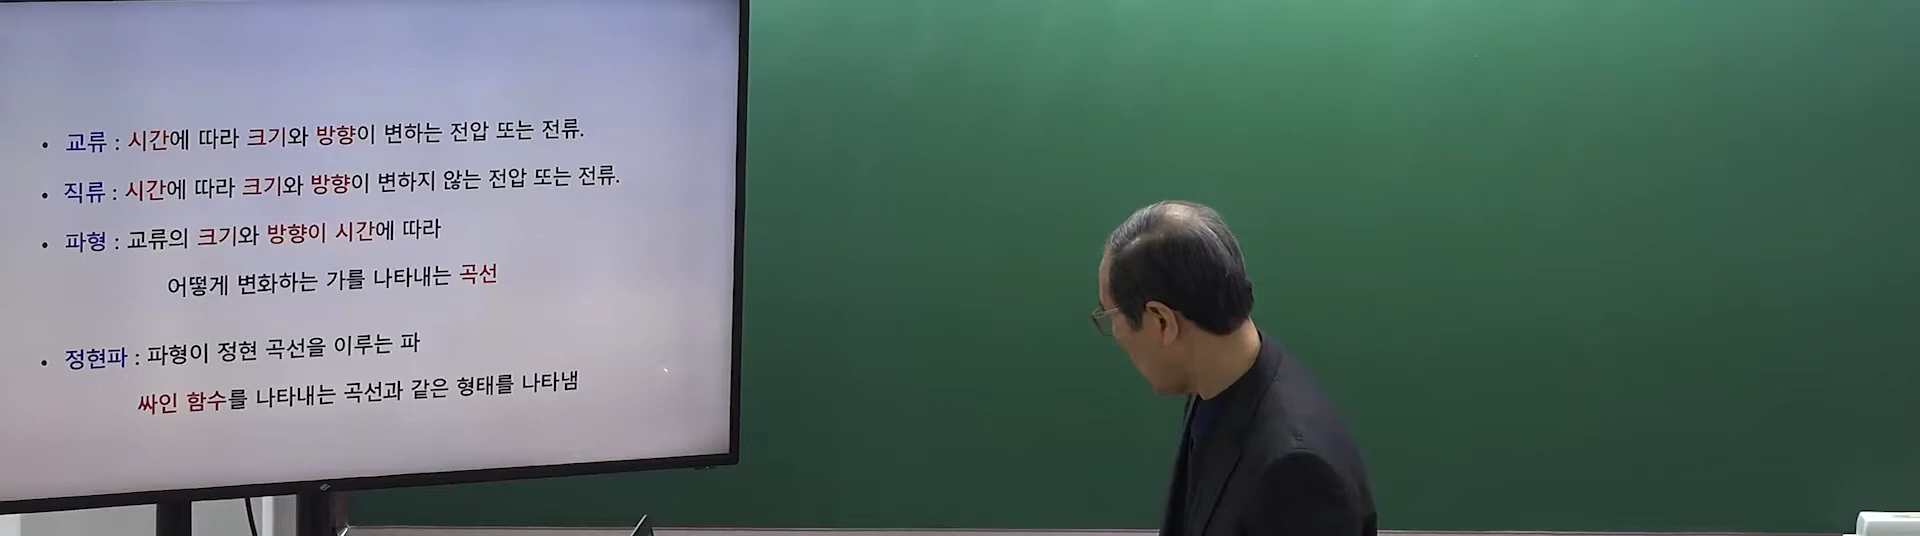 • 교류 : 시간에 따라 크기와 방향이 변하는 전압 또는 전류.
• 직류 : 시간에 따라 크기와 방향이 변하지 않는 전압 또는 전류.
• 파형 : 교류의 크기와 방향이 시간에 따라
어떻게 변화하는 가를 나타내는 곡선
• 정현파 : 파형이 정현 곡선을 이루는 파
싸인 함수를 나타내는 곡선과 같은 형태를 나타냄